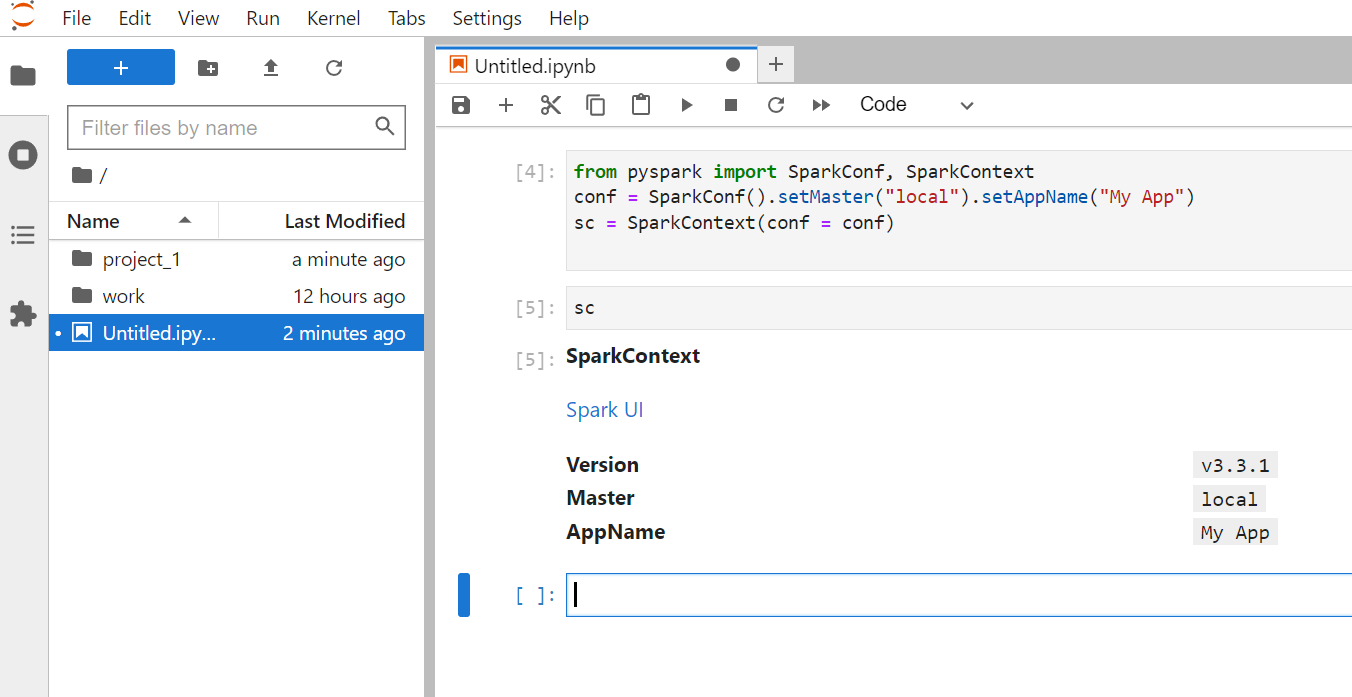 File Edit View Run Kernel Tabs Settings Help
Filter files by name
/
Name Last Modified
project_1 a minute ago
work 12 hours ago
Untitled.ipy... 2 minutes ago
Untitled.ipynb
Code
[4]: from pyspark import SparkConf, SparkContext
conf = SparkConf().setMaster("local").setAppName("My App")
sc = SparkContext(conf = conf)
[5]: sc
[5]: SparkContext
Spark UI
Version v3.3.1
Master local
AppName My App
[ ]: